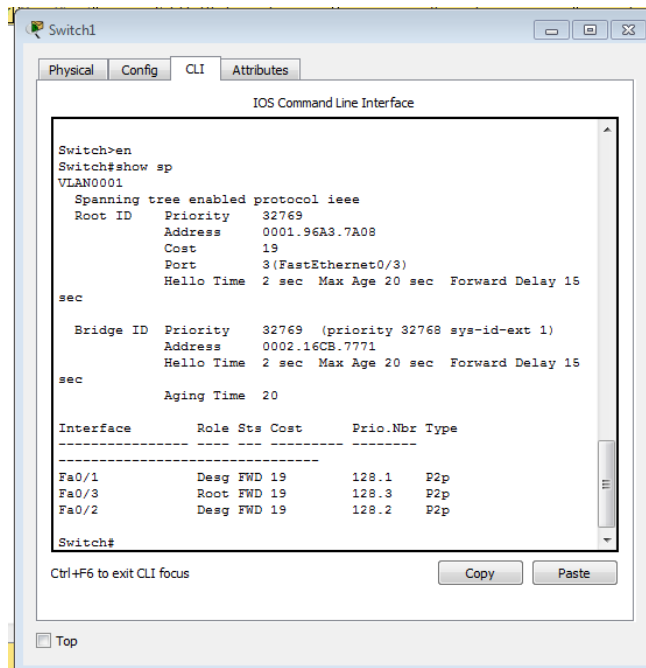 Switch1
Physical Config CLI Attributes
IOS Command Line Interface
Switch>en
Switch#show sp
VLAN0001
  Spanning tree enabled protocol ieee
  Root ID    Priority    32769
             Address     0001.96A3.7A08
             Cost        19
             Port        3(FastEthernet0/3)
             Hello Time  2 sec  Max Age 20 sec  Forward Delay 15
sec
  Bridge ID  Priority    32769  (priority 32768 sys-id-ext 1)
             Address     0002.16CB.7771
             Hello Time  2 sec  Max Age 20 sec  Forward Delay 15
sec
             Aging Time  20
Interface        Role Sts Cost      Prio.Nbr Type
---------------- ---- --- --------- --------
--------------------------------
Fa0/1            Desg FWD 19        128.1    P2p
Fa0/3            Root FWD 19        128.3    P2p
Fa0/2            Desg FWD 19        128.2    P2p
Switch#
Ctrl+F6 to exit CLI focus
Copy Paste
Top